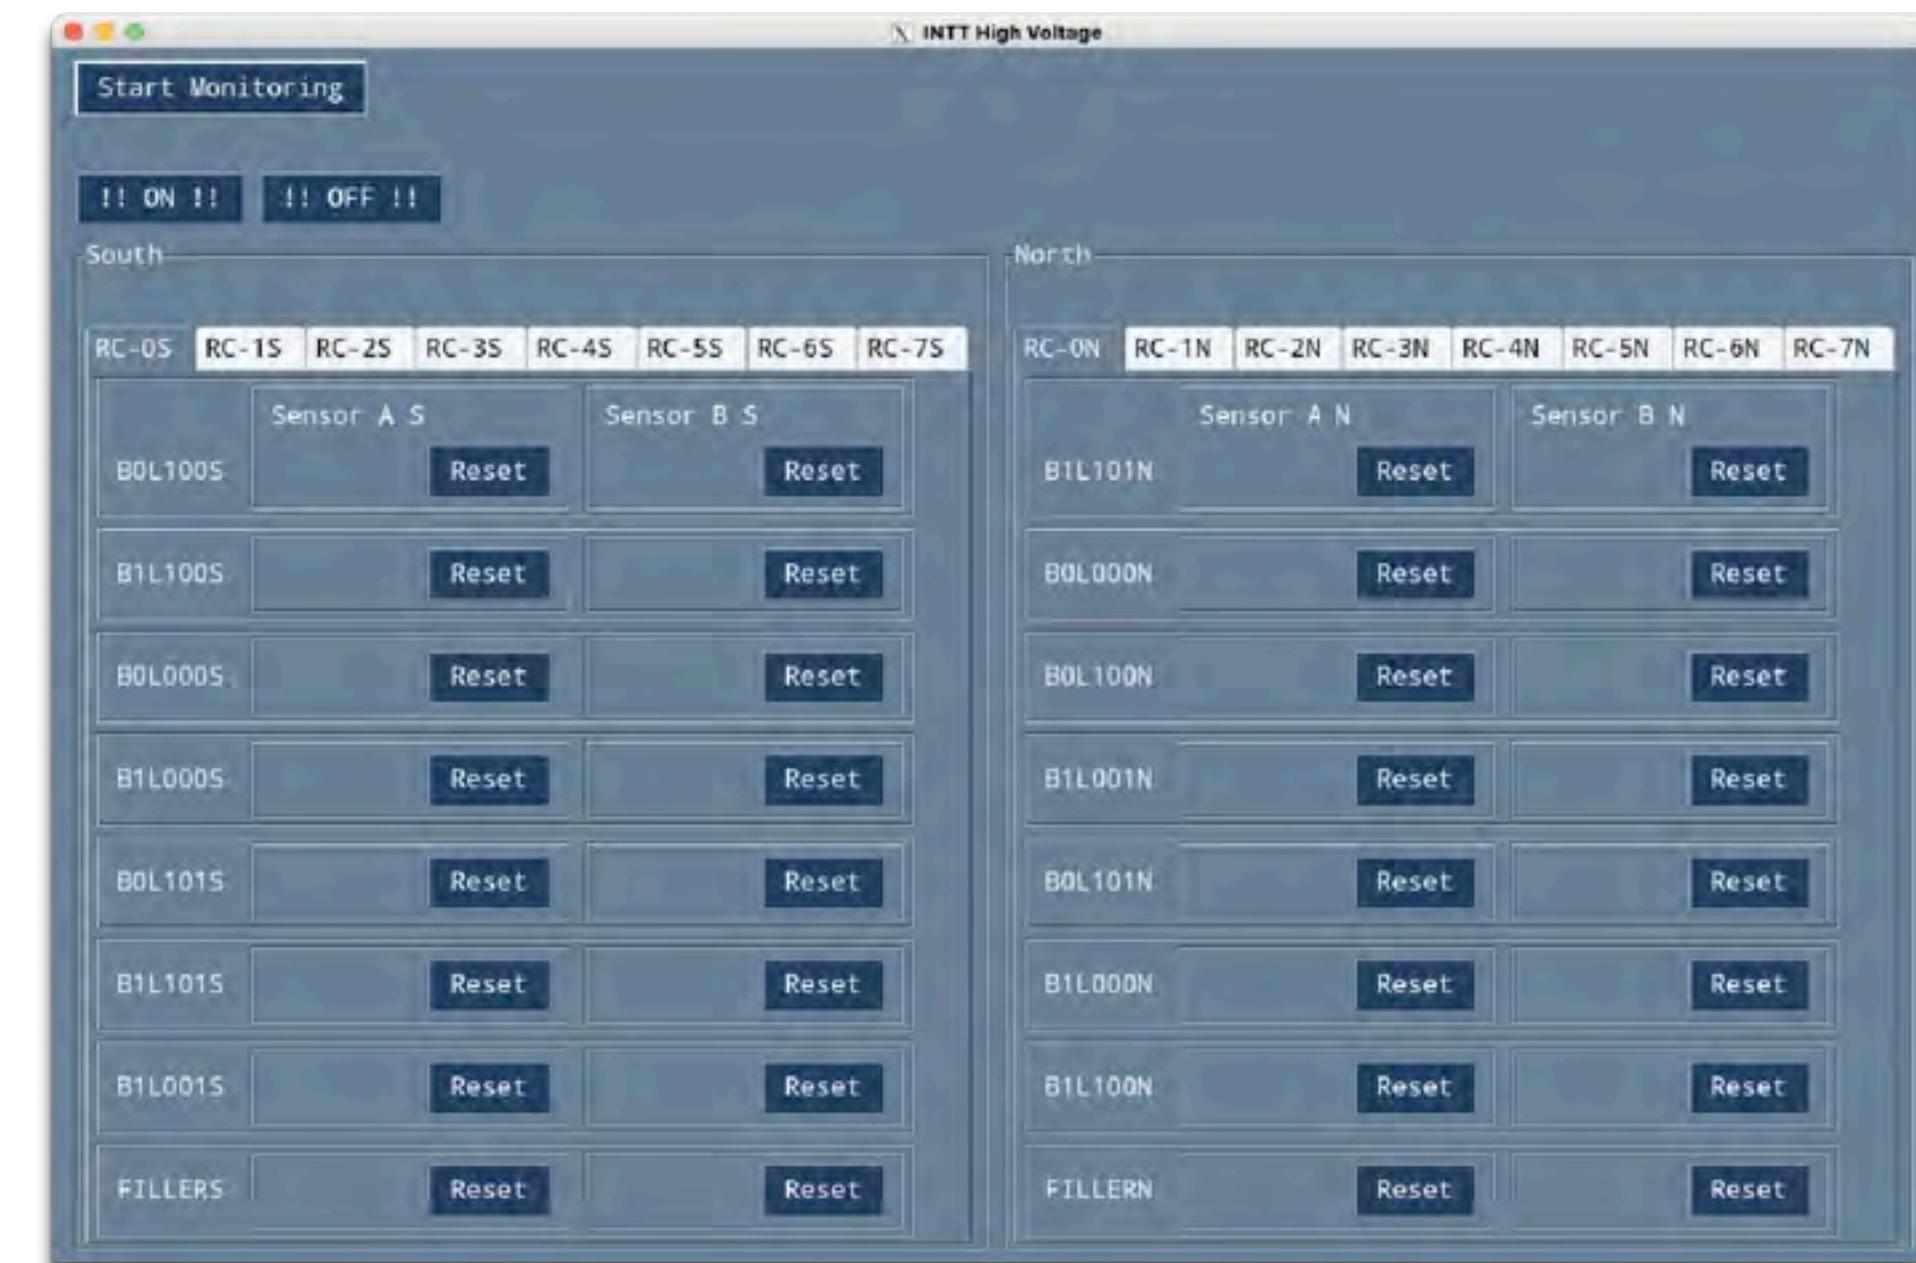 INTT High Voltage
Start Monitoring
!! ON !! !! OFF !!
South
RC-0S RC-1S RC-2S RC-3S RC-4S RC-5S RC-6S RC-7S
Sensor A S Sensor B S
B0L100S Reset Reset
B1L100S Reset Reset
B0L000S Reset Reset
B1L000S Reset Reset
B0L101S Reset Reset
B1L101S Reset Reset
B1L001S Reset Reset
FILLERS Reset Reset
North
RC-0N RC-1N RC-2N RC-3N RC-4N RC-5N RC-6N RC-7N
Sensor A N Sensor B N
B1L101N Reset Reset
B0L000N Reset Reset
B0L100N Reset Reset
B1L001N Reset Reset
B0L101N Reset Reset
B1L000N Reset Reset
B1L100N Reset Reset
FILLERN Reset Reset